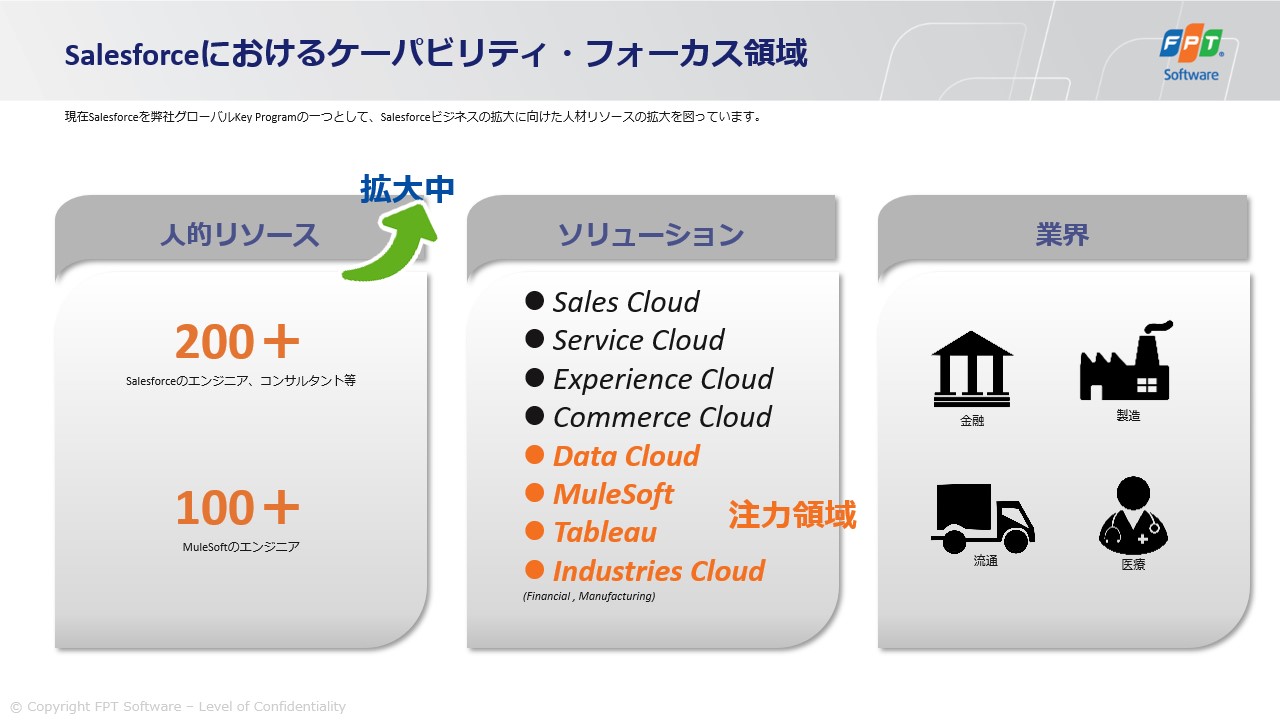 Salesforceにおけるケーパビリティ・フォーカス領域
FPT
Software
現在Salesforceを弊社グローバルKey Programの一つとして、Salesforceビジネスの拡大に向けた人材リソースの拡大を図っています。
拡大中
人的リソース
200＋
Salesforceのエンジニア、コンサルタント等
100＋
MuleSoftのエンジニア
ソリューション
● Sales Cloud
● Service Cloud
● Experience Cloud
● Commerce Cloud
● Data Cloud
● MuleSoft
● Tableau
● Industries Cloud
(Financial , Manufacturing)
注力領域
業界
金融
製造
流通
医療
© Copyright FPT Software – Level of Confidentiality